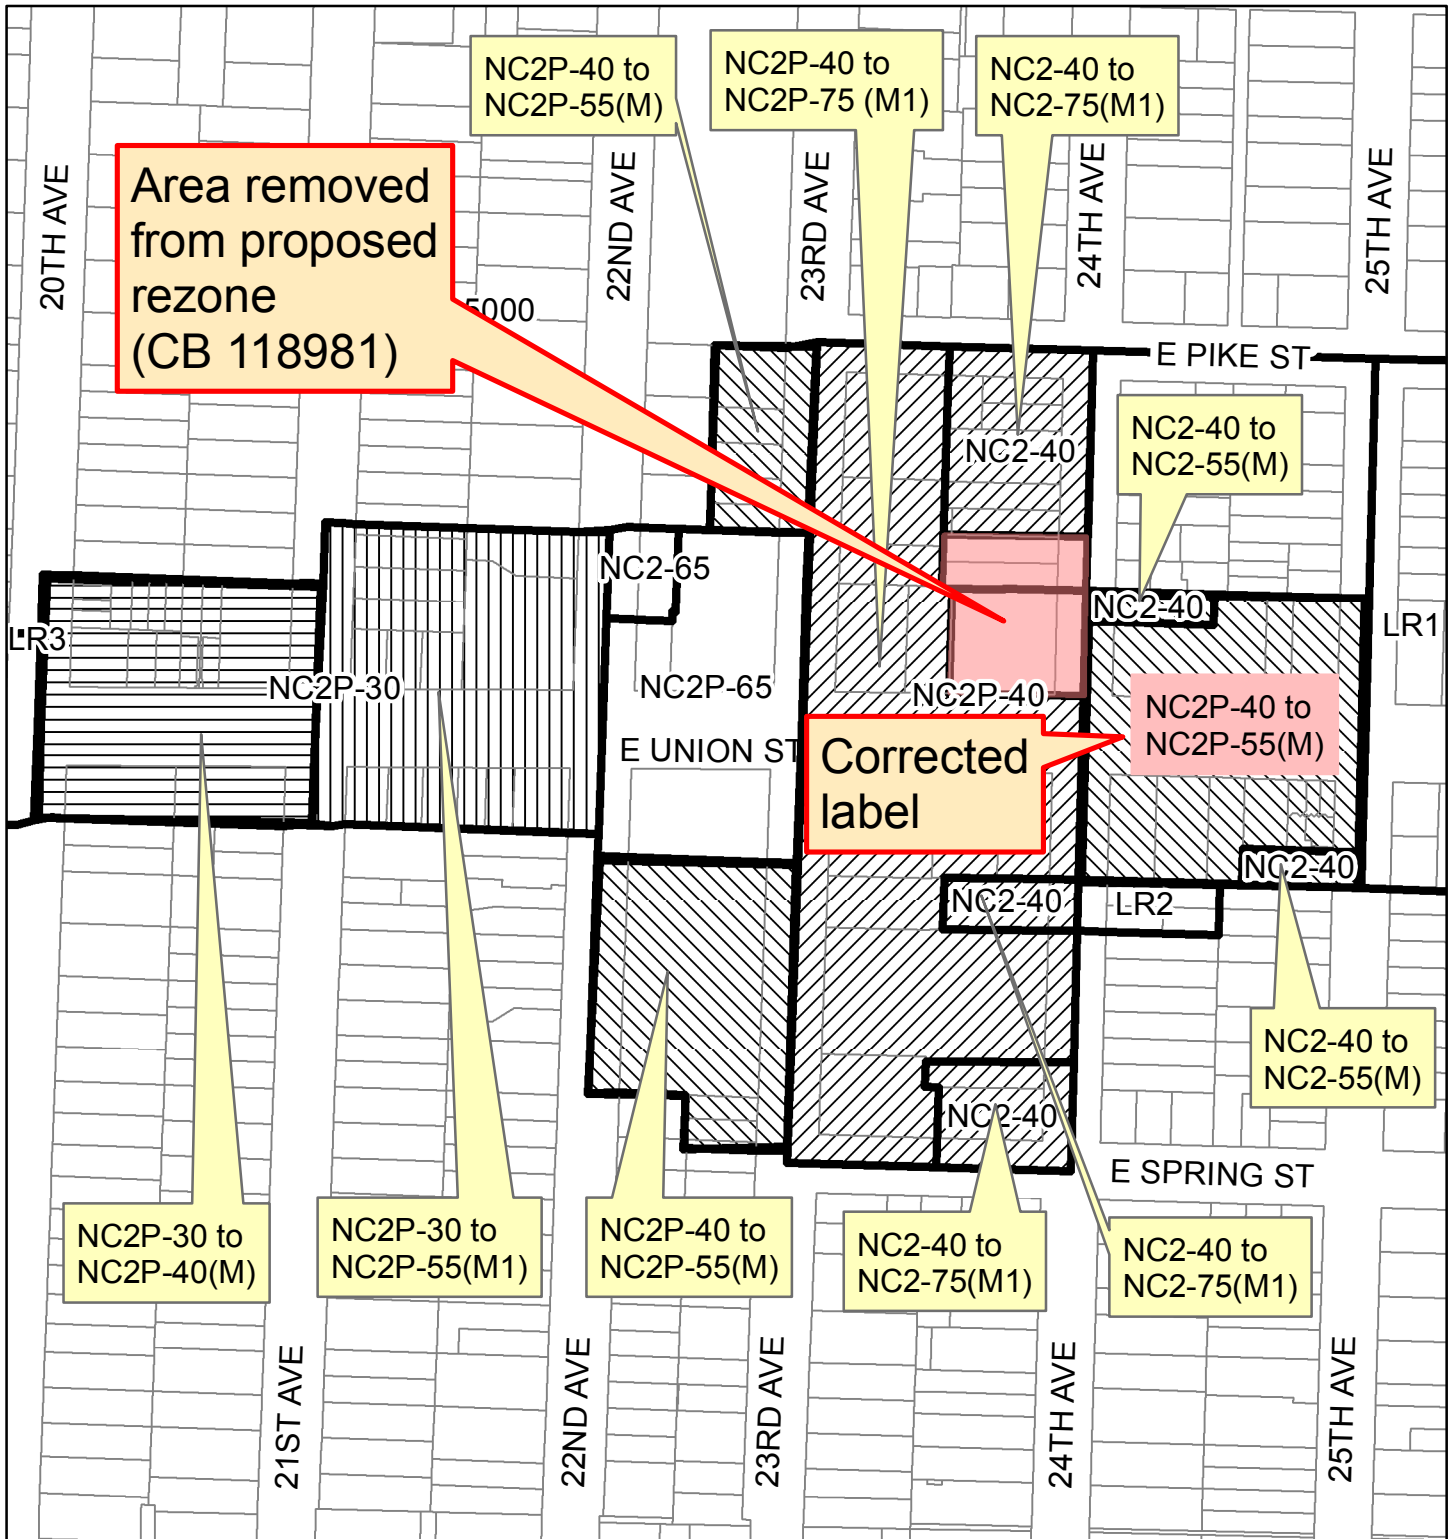 NC2P-40 to
NC2P-55(M)
NC2P-40 to
NC2P-75 (M1)
NC2-40 to
NC2-75(M1)
20TH AVE
22ND AVE
23RD AVE
24TH AVE
25TH AVE
Area removed
from proposed
rezone
(CB 118981)
5000
E PIKE ST
NC2-40
NC2-40 to
NC2-55(M)
NC2-65
NC2-40
LR3
LR1
NC2P-30
NC2P-65
NC2P-40
NC2P-40 to
NC2P-55(M)
E UNION ST
Corrected
label
NC2-40
NC2-40
LR2
NC2-40 to
NC2-55(M)
NC2-40
E SPRING ST
NC2P-30 to
NC2P-40(M)
NC2P-30 to
NC2P-55(M1)
NC2P-40 to
NC2P-55(M)
NC2-40 to
NC2-75(M1)
NC2-40 to
NC2-75(M1)
21ST AVE
22ND AVE
23RD AVE
24TH AVE
25TH AVE